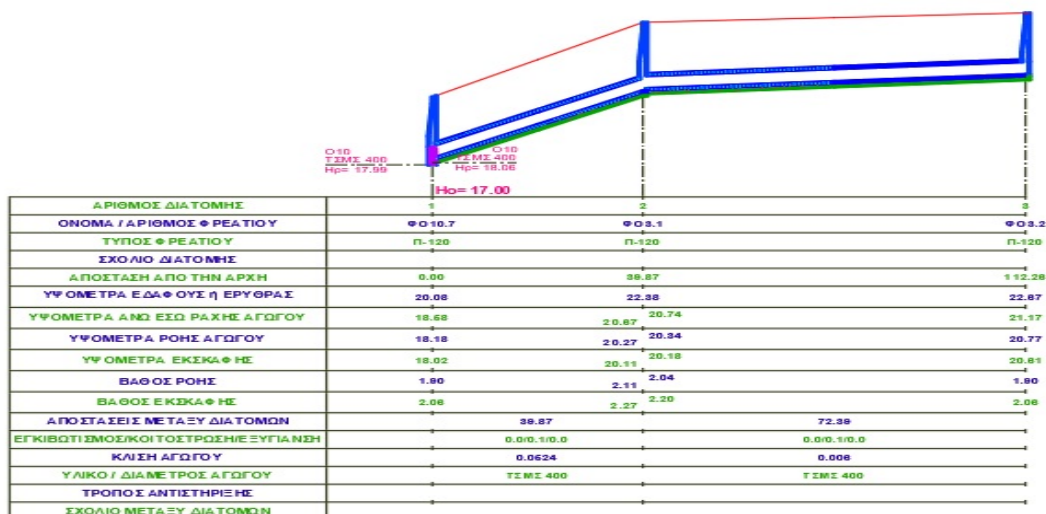 Ο10 Ο10
ΤΣΜΣ 400 ΤΣΜΣ 400
Hρ= 17.99 Hρ= 18.06
Ho= 17.00
ΑΡΙΘΜΟΣ ΔΙΑΤΟΜΗΣ 1 2 3
ΟΝΟΜΑ / ΑΡΙΘΜΟΣ ΦΡΕΑΤΙΟΥ ΦΟ10.7 ΦΟ3.1 ΦΟ3.2
ΤΥΠΟΣ ΦΡΕΑΤΙΟΥ Π-120 Π-120 Π-120
ΣΧΟΛΙΟ ΔΙΑΤΟΜΗΣ
ΑΠΟΣΤΑΣΗ ΑΠΟ ΤΗΝ ΑΡΧΗ 0.00 39.87 112.26
ΥΨΟΜΕΤΡΑ ΕΔΑΦΟΥΣ ή ΕΡΥΘΡΑΣ 20.08 22.38 22.67
ΥΨΟΜΕΤΡΑ ΑΝΩ ΕΣΩ ΡΑΧΗΣ ΑΓΩΓΟΥ 18.58 20.67 20.74 21.17
ΥΨΟΜΕΤΡΑ ΡΟΗΣ ΑΓΩΓΟΥ 18.18 20.27 20.34 20.77
ΥΨΟΜΕΤΡΑ ΕΚΣΚΑΦΗΣ 18.02 20.11 20.18 20.61
ΒΑΘΟΣ ΡΟΗΣ 1.90 2.11 2.04 1.90
ΒΑΘΟΣ ΕΚΣΚΑΦΗΣ 2.06 2.27 2.20 2.06
ΑΠΟΣΤΑΣΕΙΣ ΜΕΤΑΞΥ ΔΙΑΤΟΜΩΝ 39.87 72.39
ΕΓΚΙΒΩΤΙΣΜΟΣ/ΚΟΙΤΟΣΤΡΩΣΗ/ΕΞΥΓΙΑΝΣΗ 0.0/0.1/0.0 0.0/0.1/0.0
ΚΛΙΣΗ ΑΓΩΓΟΥ 0.0524 0.006
ΥΛΙΚΟ / ΔΙΑΜΕΤΡΟΣ ΑΓΩΓΟΥ ΤΣΜΣ 400 ΤΣΜΣ 400
ΤΡΟΠΟΣ ΑΝΤΙΣΤΗΡΙΞΗΣ
ΣΧΟΛΙΟ ΜΕΤΑΞΥ ΔΙΑΤΟΜΩΝ